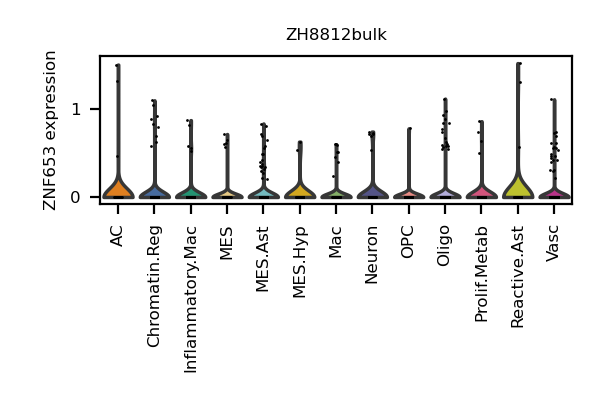 ZH8812bulk
ZNF653 expression
1
0
AC
Chromatin.Reg
Inflammatory.Mac
MES
MES.Ast
MES.Hyp
Mac
Neuron
OPC
Oligo
Prolif.Metab
Reactive.Ast
Vasc